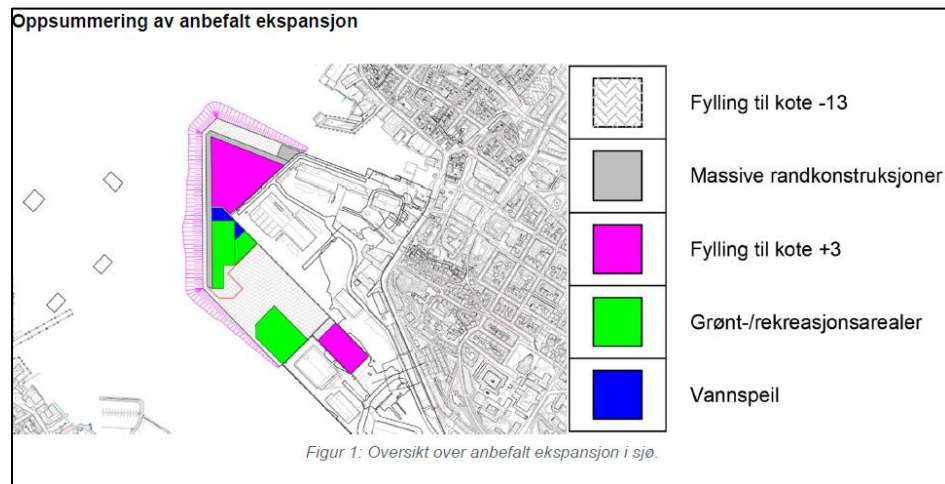 Oppsummering av anbefalt ekspansjon
Fylling til kote -13
Massive randkonstruksjoner
Fylling til kote +3
Grønt-/rekreasjonsarealer
Vannspeil
Figur 1: Oversikt over anbefalt ekspansjon i sjø.